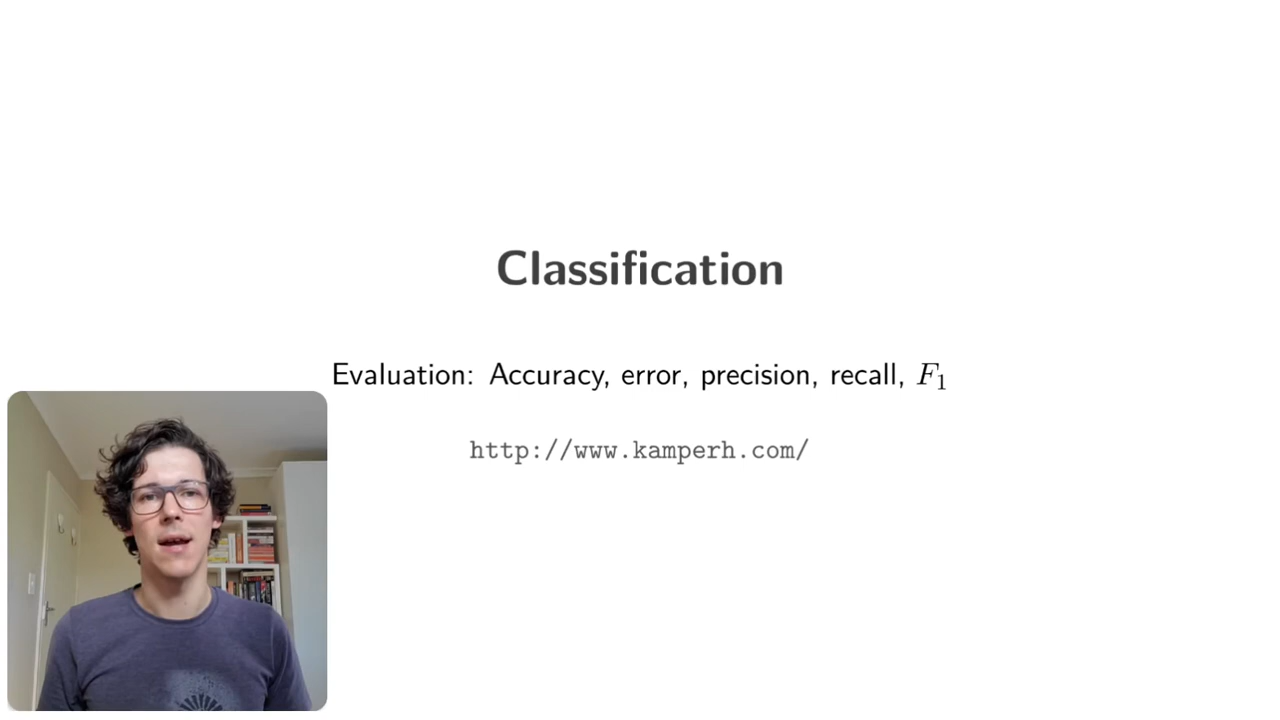 Classification
Evaluation: Accuracy, error, precision, recall, F₁
http://www.kamperh.com/